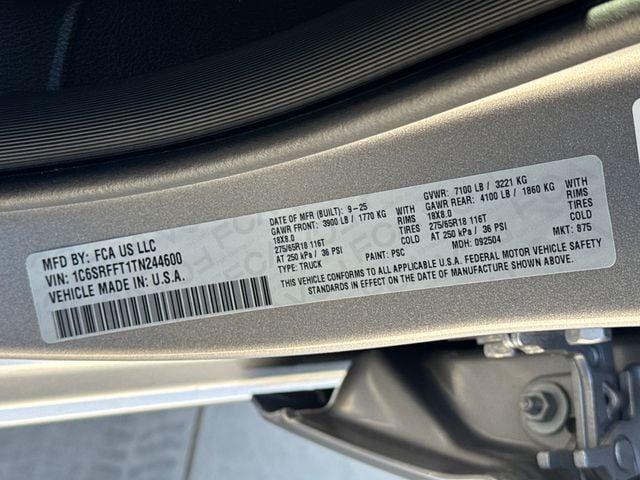 MFD BY: FCA US LLC
VIN: 1C6SRFFT1TN244600
VEHICLE MADE IN: U.S.A.
DATE OF MFR (BUILT): 9-25 GVWR: 7100 LB / 3221 KG
GAWR FRONT: 3900 LB / 1770 KG WITH GAWR REAR: 4100 LB / 1860 KG WITH
18X8.0 RIMS 18X8.0 RIMS
275/65R18 116T TIRES 275/65R18 116T TIRES
AT 250 kPa / 36 PSI COLD AT 250 kPa / 36 PSI COLD
TYPE: TRUCK PAINT: PSC MDH: 092504 MKT: 875
THIS VEHICLE CONFORMS TO ALL APPLICABLE U.S.A. FEDERAL MOTOR VEHICLE SAFETY
STANDARDS IN EFFECT ON THE DATE OF MANUFACTURE SHOWN ABOVE.